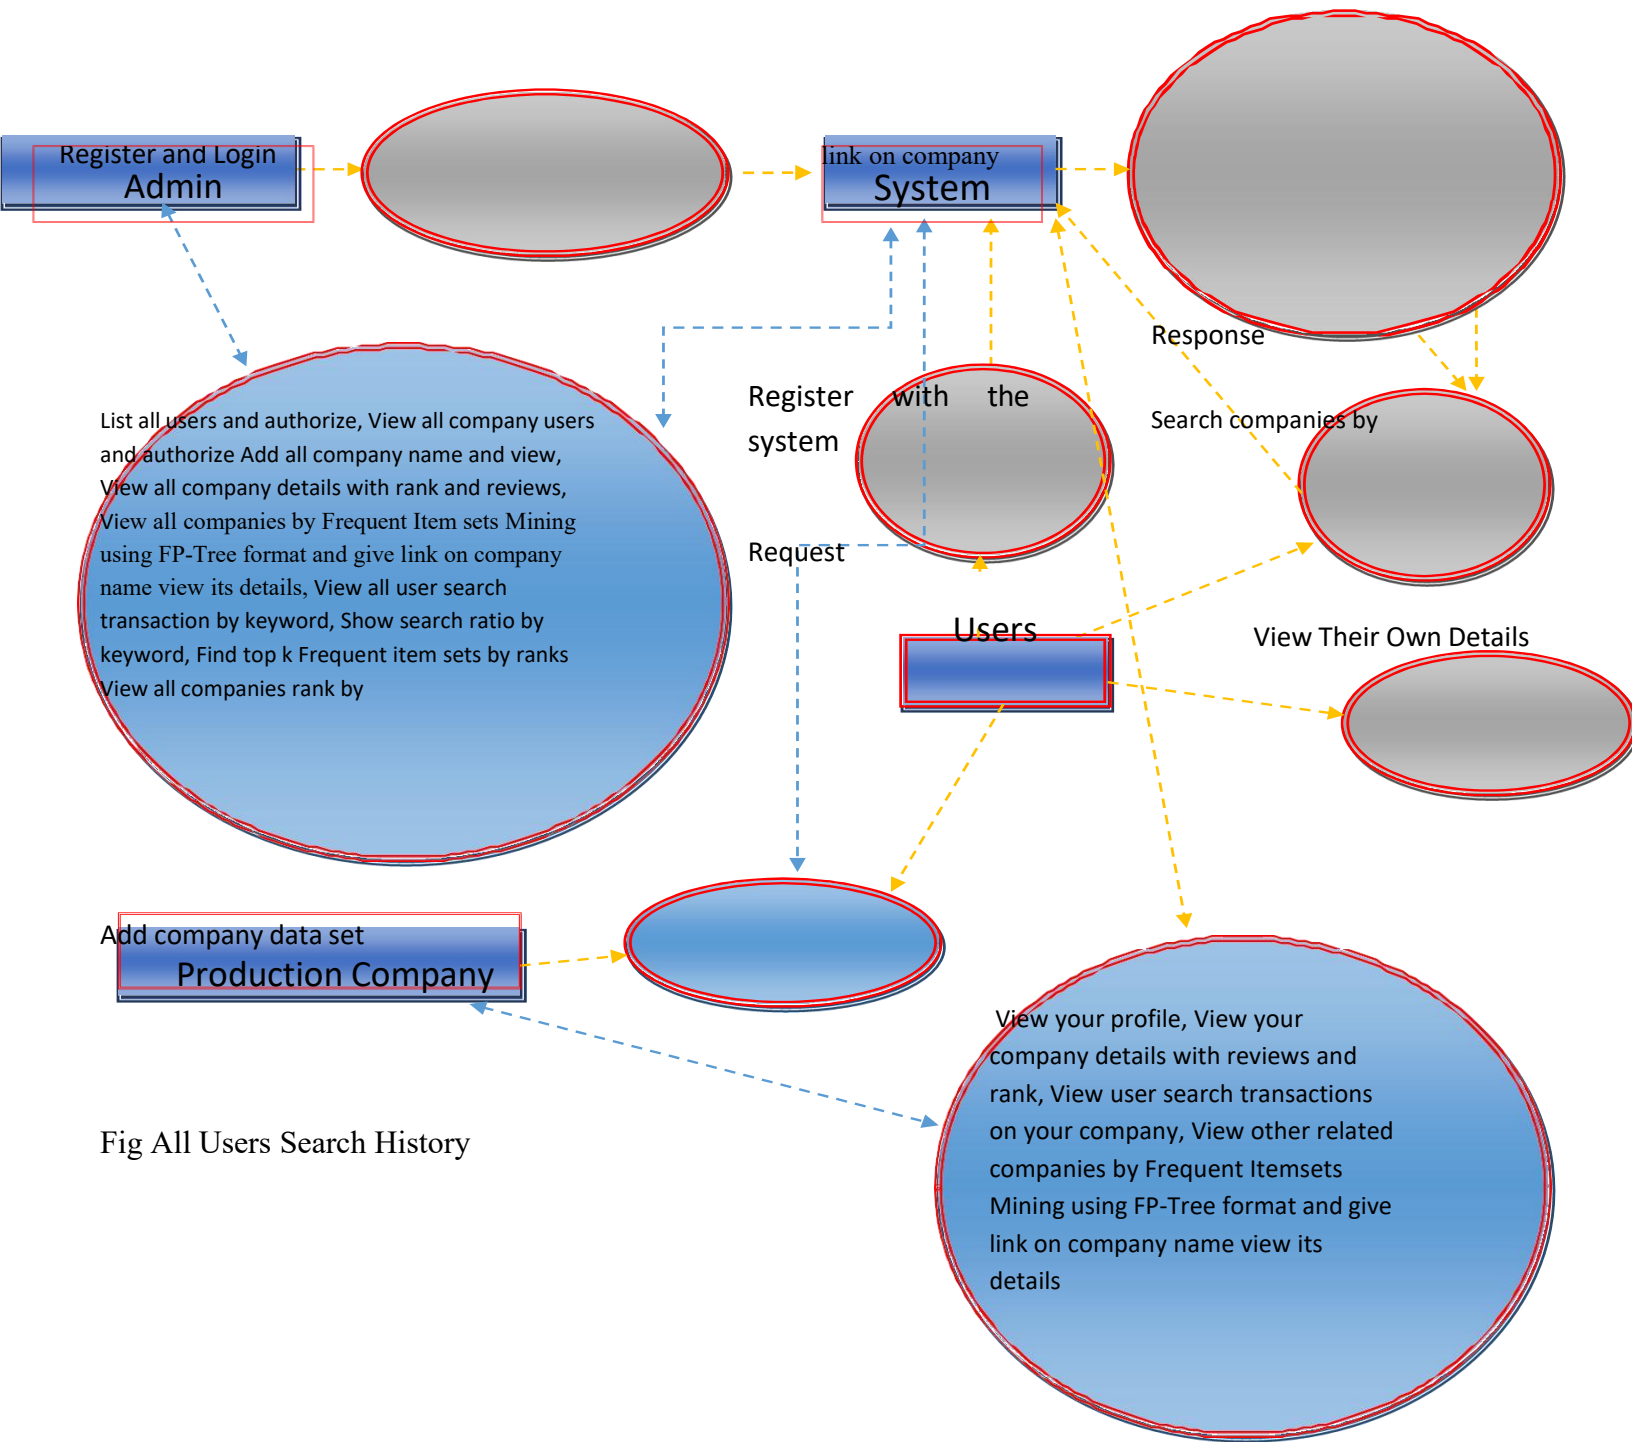 Register and Login
Admin
link on company
System
Response
Search companies by
Register with the
system
Request
List all users and authorize, View all company users
and authorize Add all company name and view,
View all company details with rank and reviews,
View all companies by Frequent Item sets Mining
using FP-Tree format and give link on company
name view its details, View all user search
transaction by keyword, Show search ratio by
keyword, Find top k Frequent item sets by ranks
View all companies rank by
Users
View Their Own Details
Add company data set
Production Company
View your profile, View your
company details with reviews and
rank, View user search transactions
on your company, View other related
companies by Frequent Itemsets
Mining using FP-Tree format and give
link on company name view its
details
Fig All Users Search History